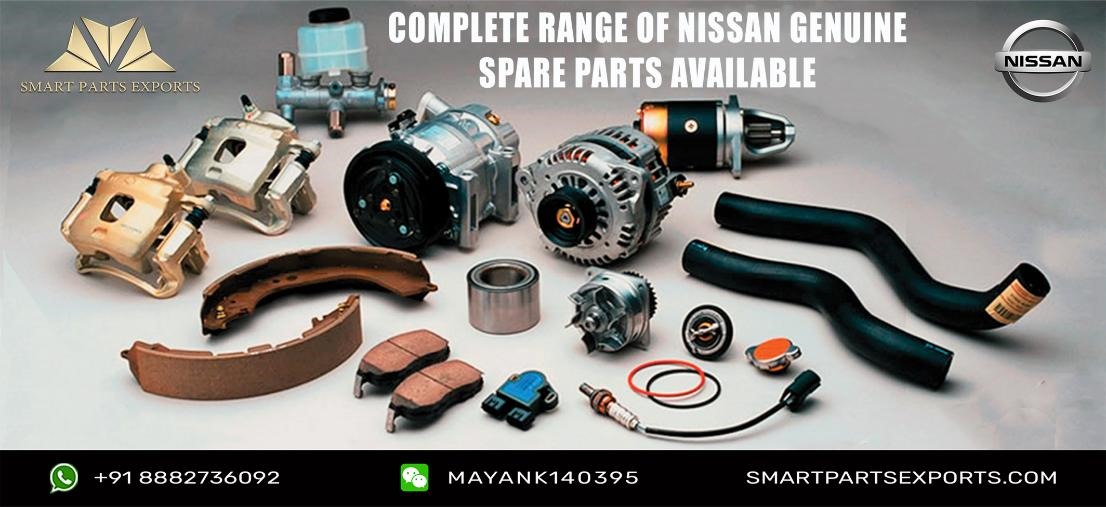 COMPLETE RANGE OF NISSAN GENUINE
SPARE PARTS AVAILABLE
SMART PARTS EXPORTS
NISSAN
+91 8882736092
MAYANK140395
SMARTPARTSEXPORTS.COM